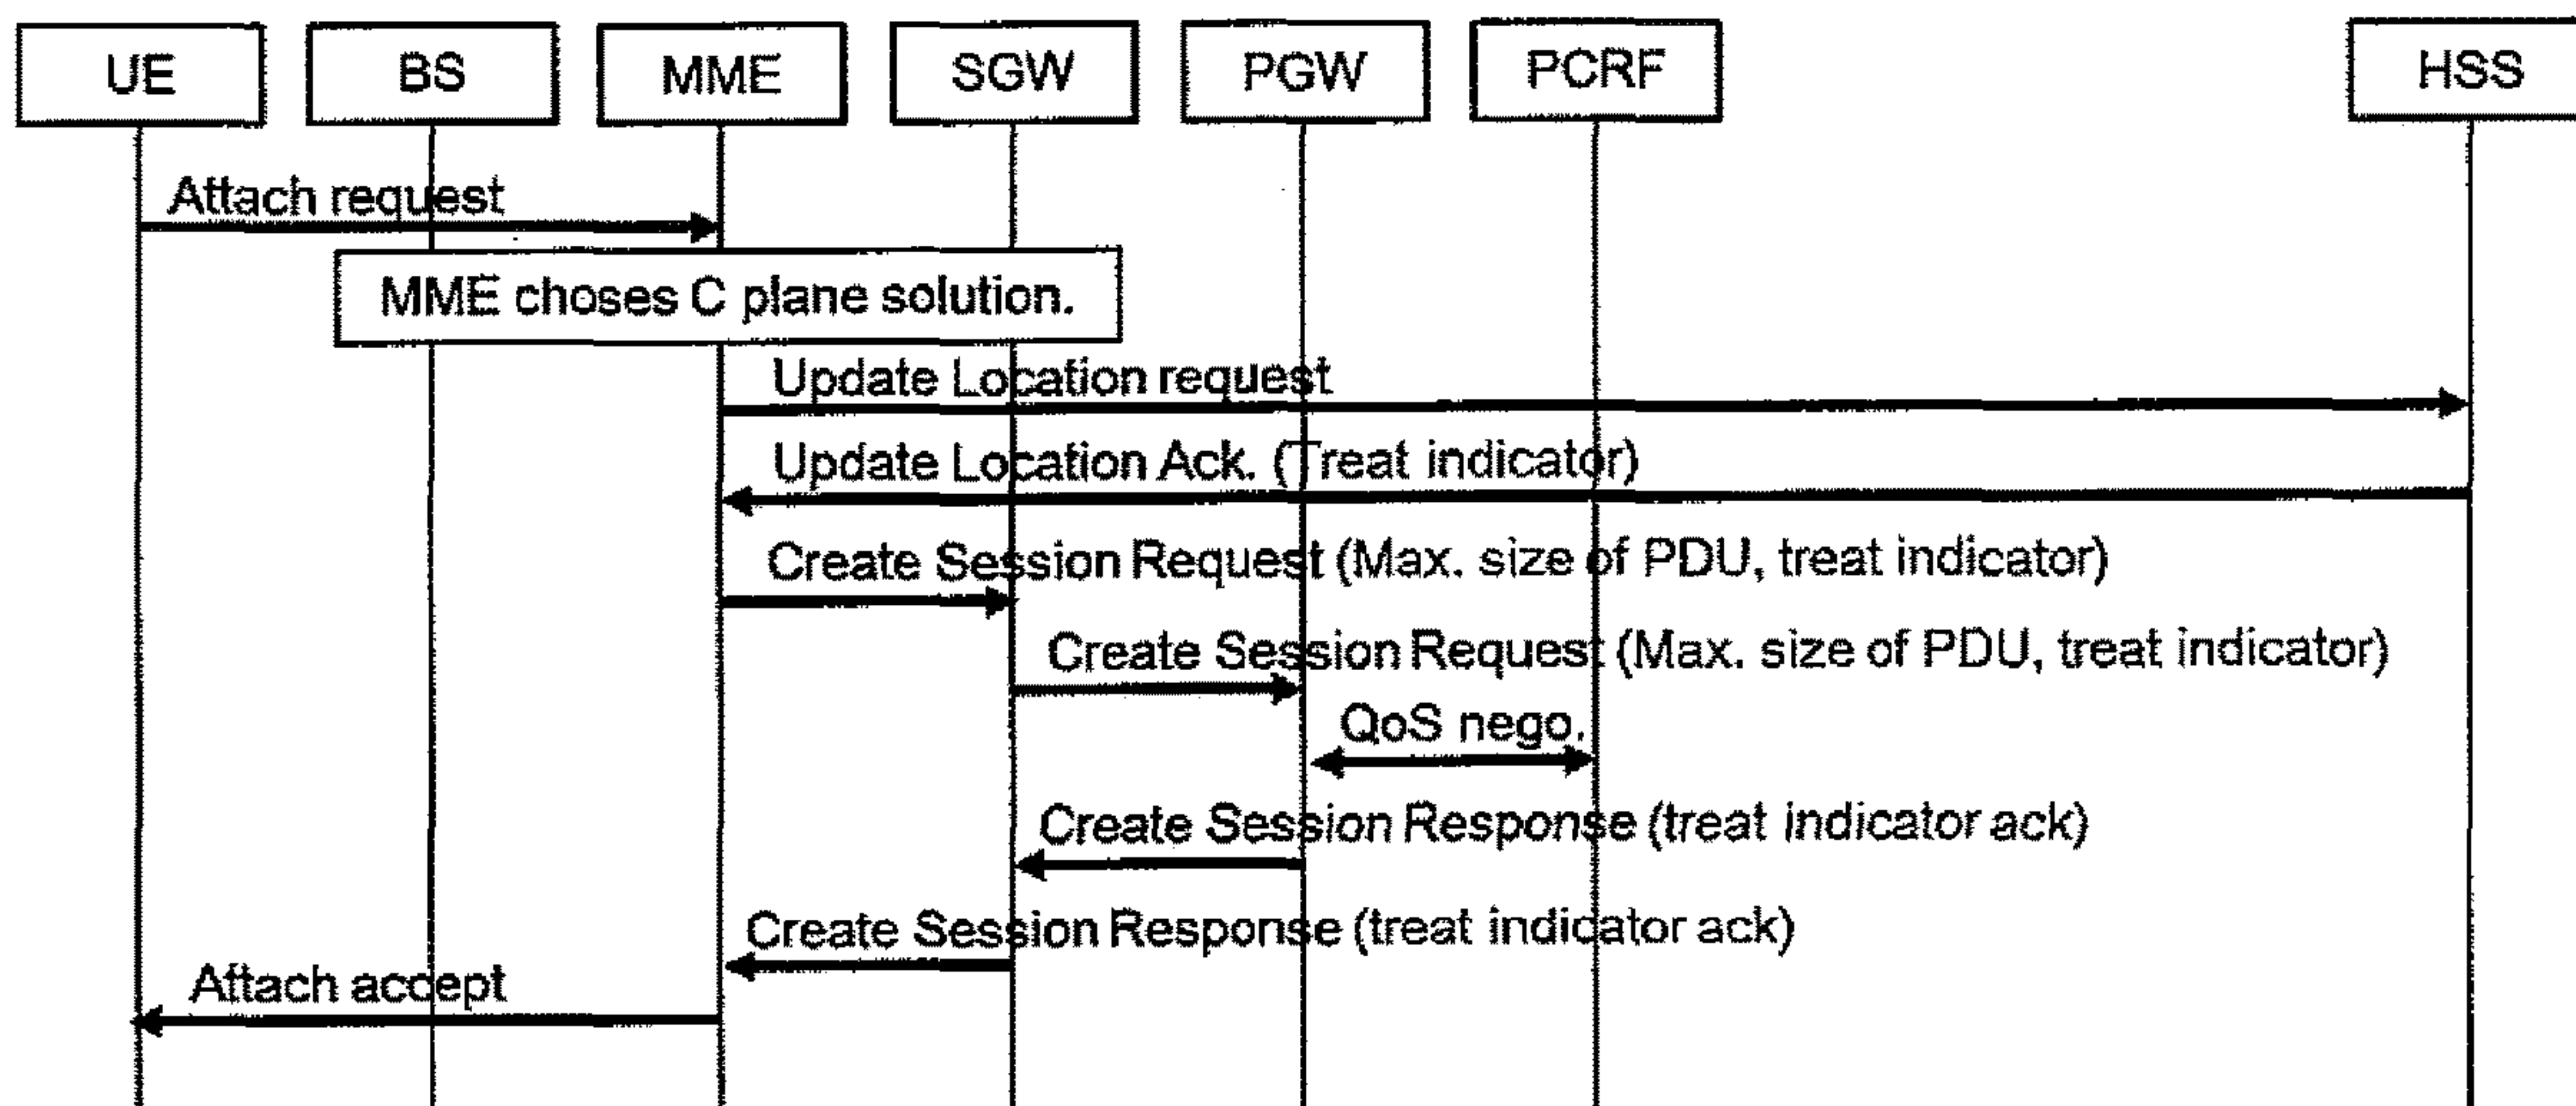 UE BS MME SGW PGW PCRF HSS
Attach request
MME choses C plane solution.
Update Location request
Update Location Ack. (Treat indicator)
Create Session Request (Max. size of PDU, treat indicator)
Create Session Request (Max. size of PDU, treat indicator)
QoS nego.
Create Session Response (treat indicator ack)
Create Session Response (treat indicator ack)
Attach accept